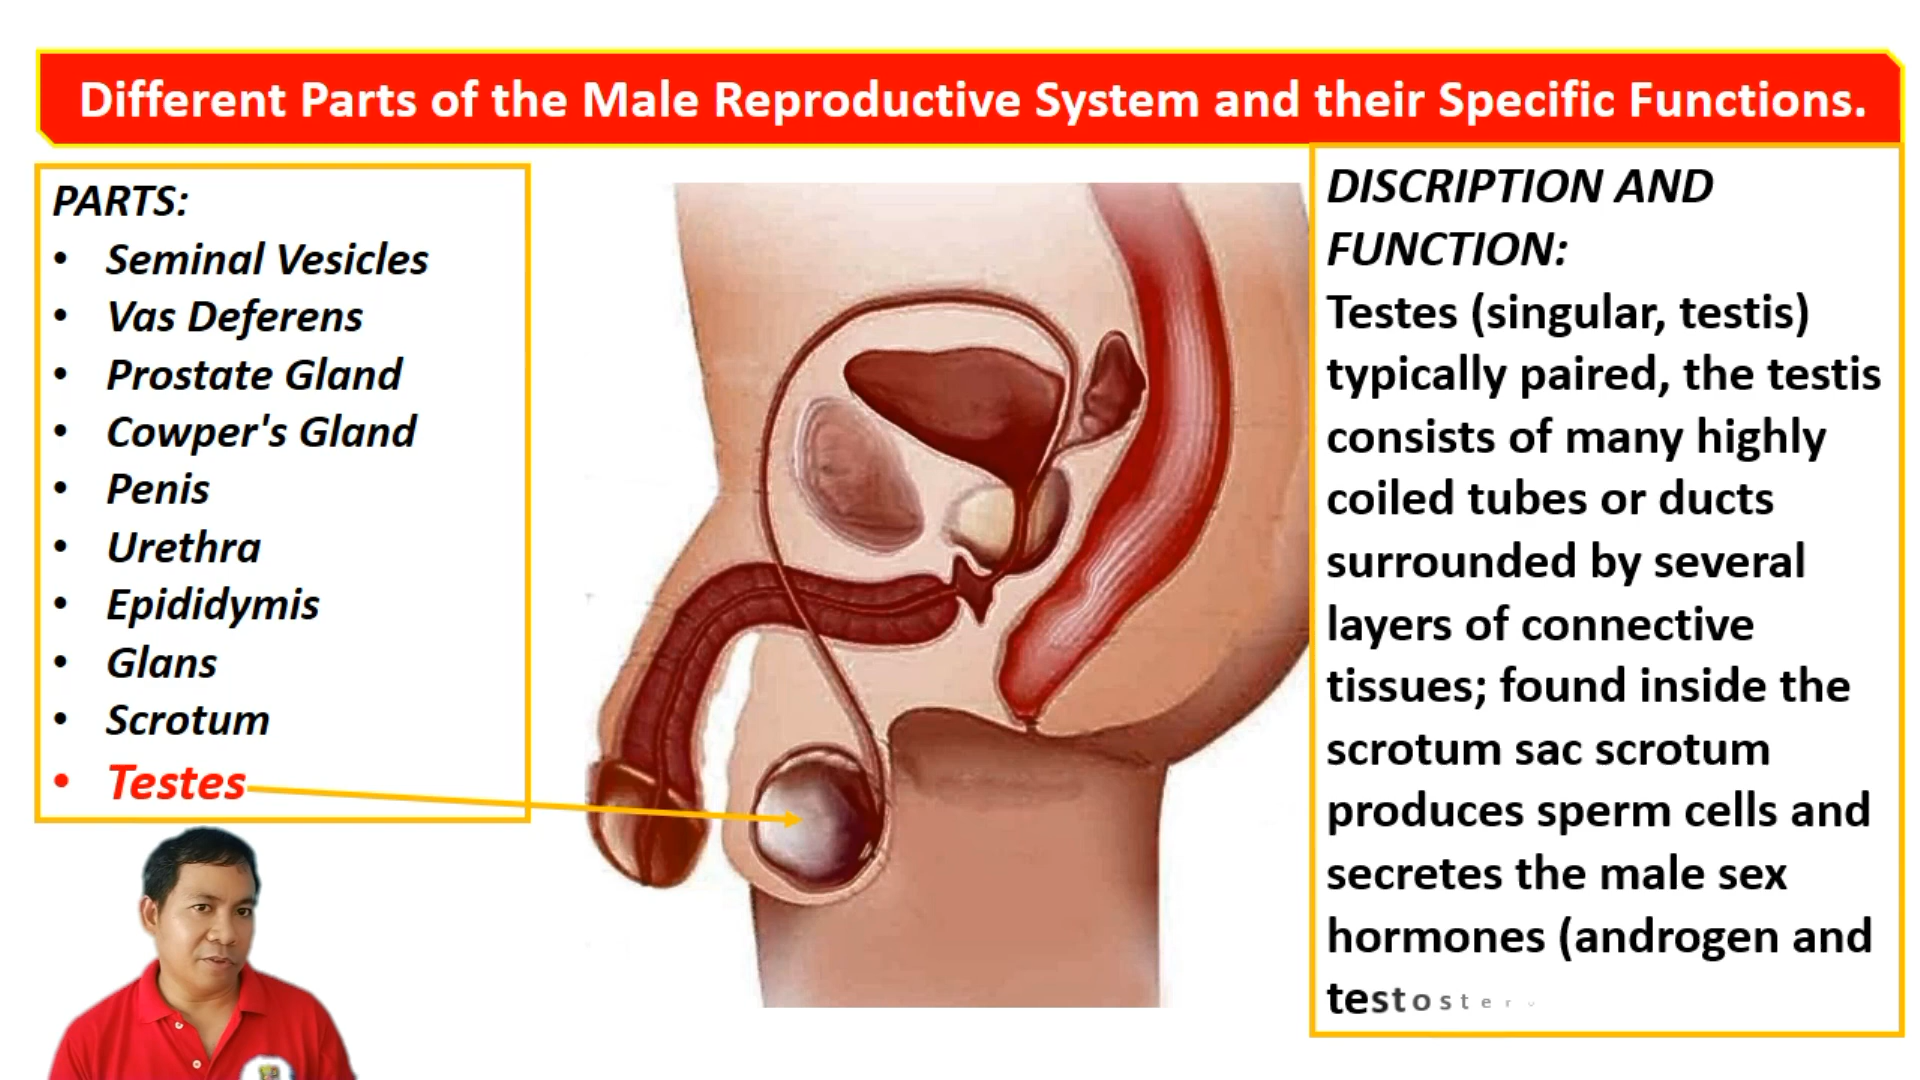 Different Parts of the Male Reproductive System and their Specific Functions.
PARTS:
• Seminal Vesicles
• Vas Deferens
• Prostate Gland
• Cowper's Gland
• Penis
• Urethra
• Epididymis
• Glans
• Scrotum
• Testes
DISCRIPTION AND
FUNCTION:
Testes (singular, testis)
typically paired, the testis
consists of many highly
coiled tubes or ducts
surrounded by several
layers of connective
tissues; found inside the
scrotum sac scrotum
produces sperm cells and
secretes the male sex
hormones (androgen and
tester